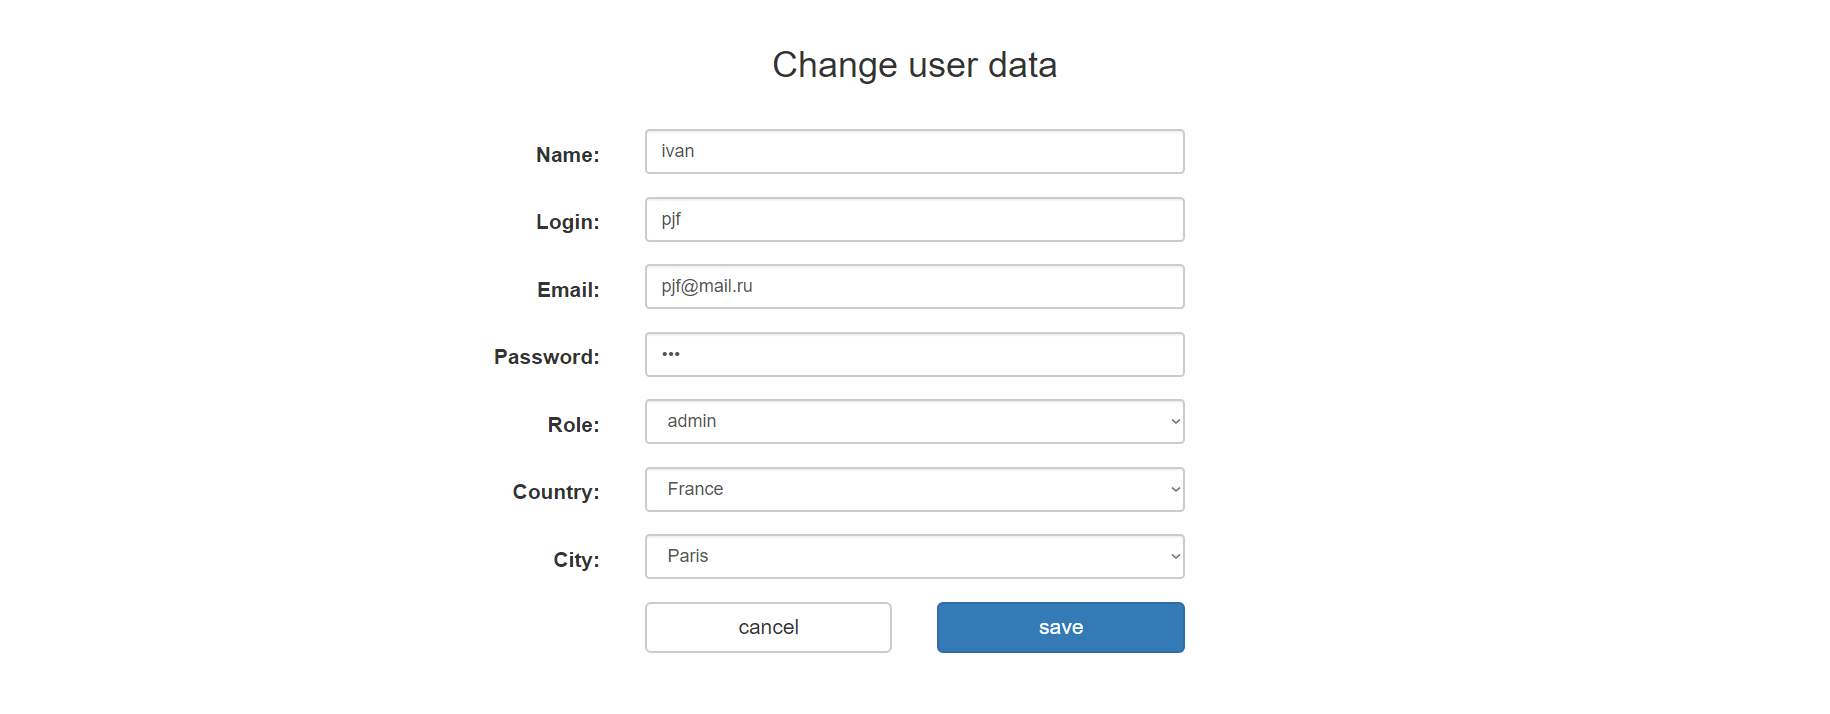 Change user data
Name: ivan
Login: pjf
Email: pjf@mail.ru
Password: •••
Role: admin
Country: France
City: Paris
cancel save